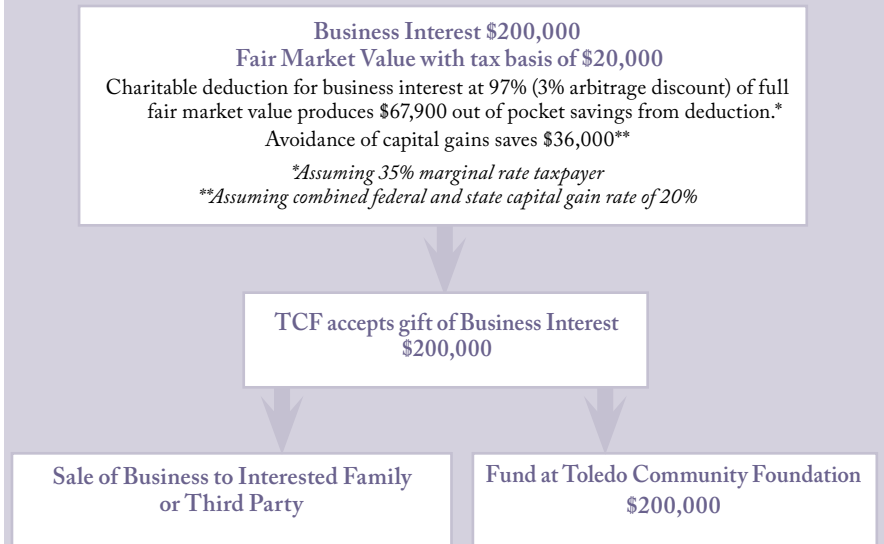 Business Interest $200,000
Fair Market Value with tax basis of $20,000
Charitable deduction for business interest at 97% (3% arbitrage discount) of full
fair market value produces $67,900 out of pocket savings from deduction.*
Avoidance of capital gains saves $36,000**
*Assuming 35% marginal rate taxpayer
**Assuming combined federal and state capital gain rate of 20%
TCF accepts gift of Business Interest
$200,000
Sale of Business to Interested Family
or Third Party
Fund at Toledo Community Foundation
$200,000